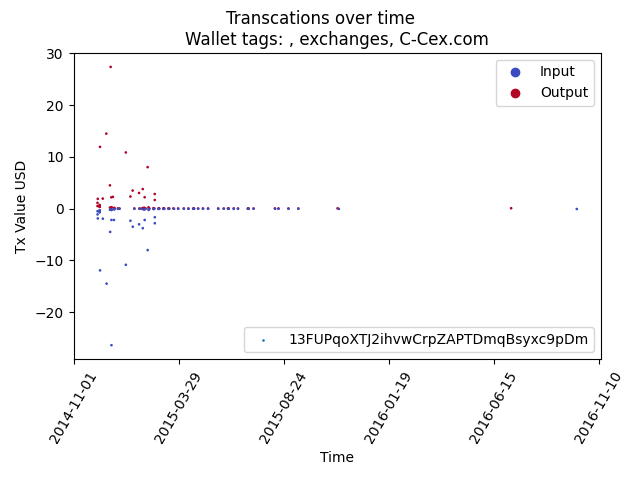 Transcations over time
Wallet tags: , exchanges, C-Cex.com
30
20
10
0
−10
−20
Tx Value USD
Input
Output
13FUPqoXTJ2ihvwCrpZAPTDmqBsyxc9pDm
2014-11-01
2015-03-29
2015-08-24
2016-01-19
2016-06-15
2016-11-10
Time